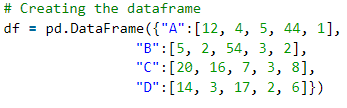 # Creating the dataframe
df = pd.DataFrame({"A":[12, 4, 5, 44, 1],
"B":[5, 2, 54, 3, 2],
"C":[20, 16, 7, 3, 8],
"D":[14, 3, 17, 2, 6]})